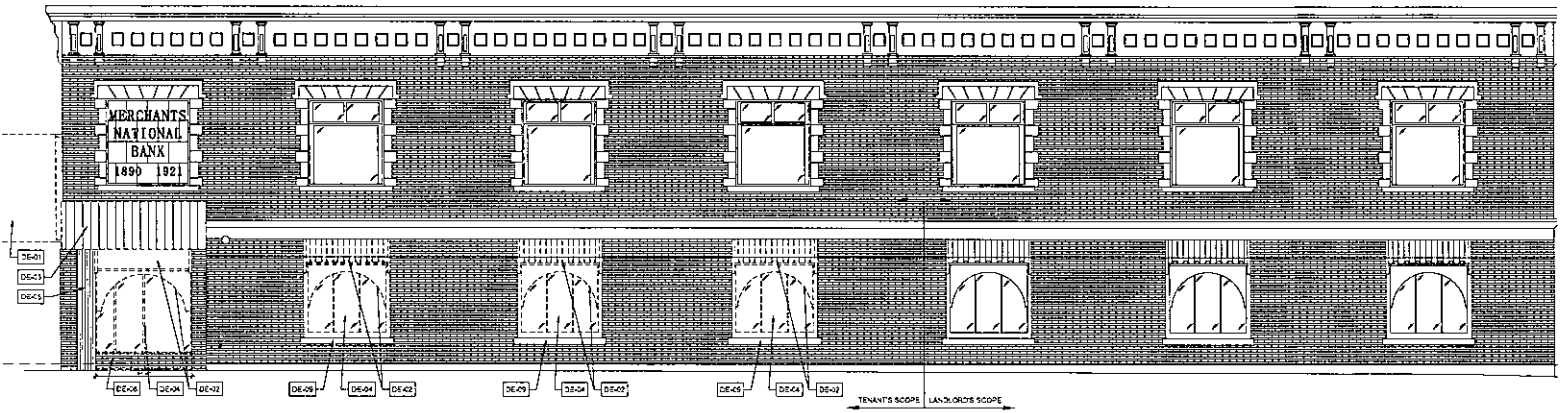 MERCHANTS
NATIONAL
BANK
1890 1921
DE-01
DE-03
DE-05
DE-06 DE-04 DE-02
DE-09 DE-04 DE-02
DE-09 DE-04 DE-02
DE-09 DE-04 DE-02
TENANT'S SCOPE LANDLORD'S SCOPE